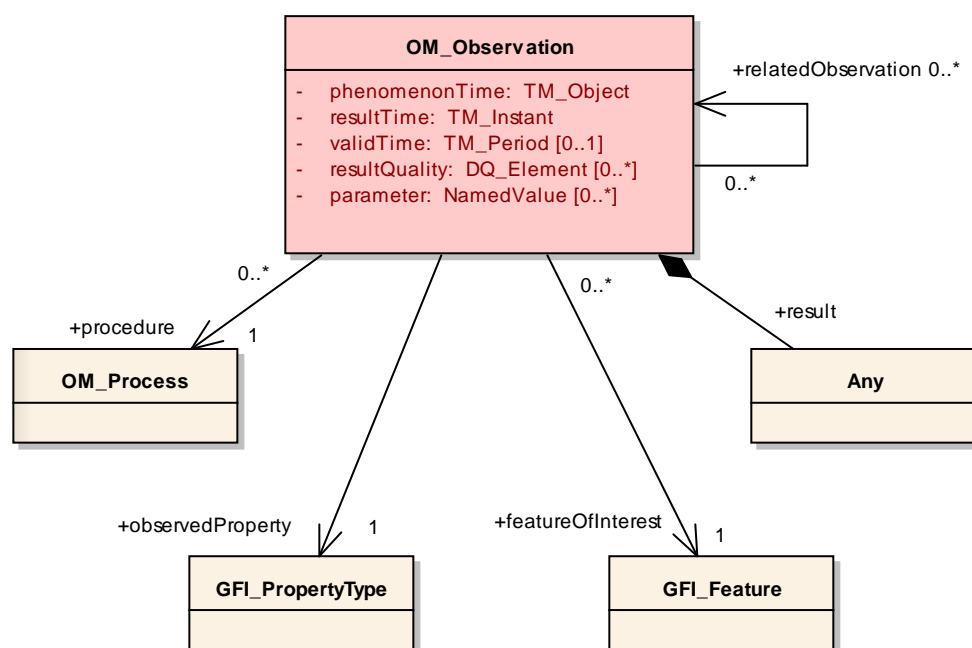 OM_Observation
- phenomenonTime: TM_Object
- resultTime: TM_Instant
- validTime: TM_Period [0..1]
- resultQuality: DQ_Element [0..*]
- parameter: NamedValue [0..*]
+relatedObservation 0..*
0..*
0..*
+procedure
1
OM_Process
+observedProperty
1
GFI_PropertyType
0..*
+featureOfInterest
1
GFI_Feature
+result
Any